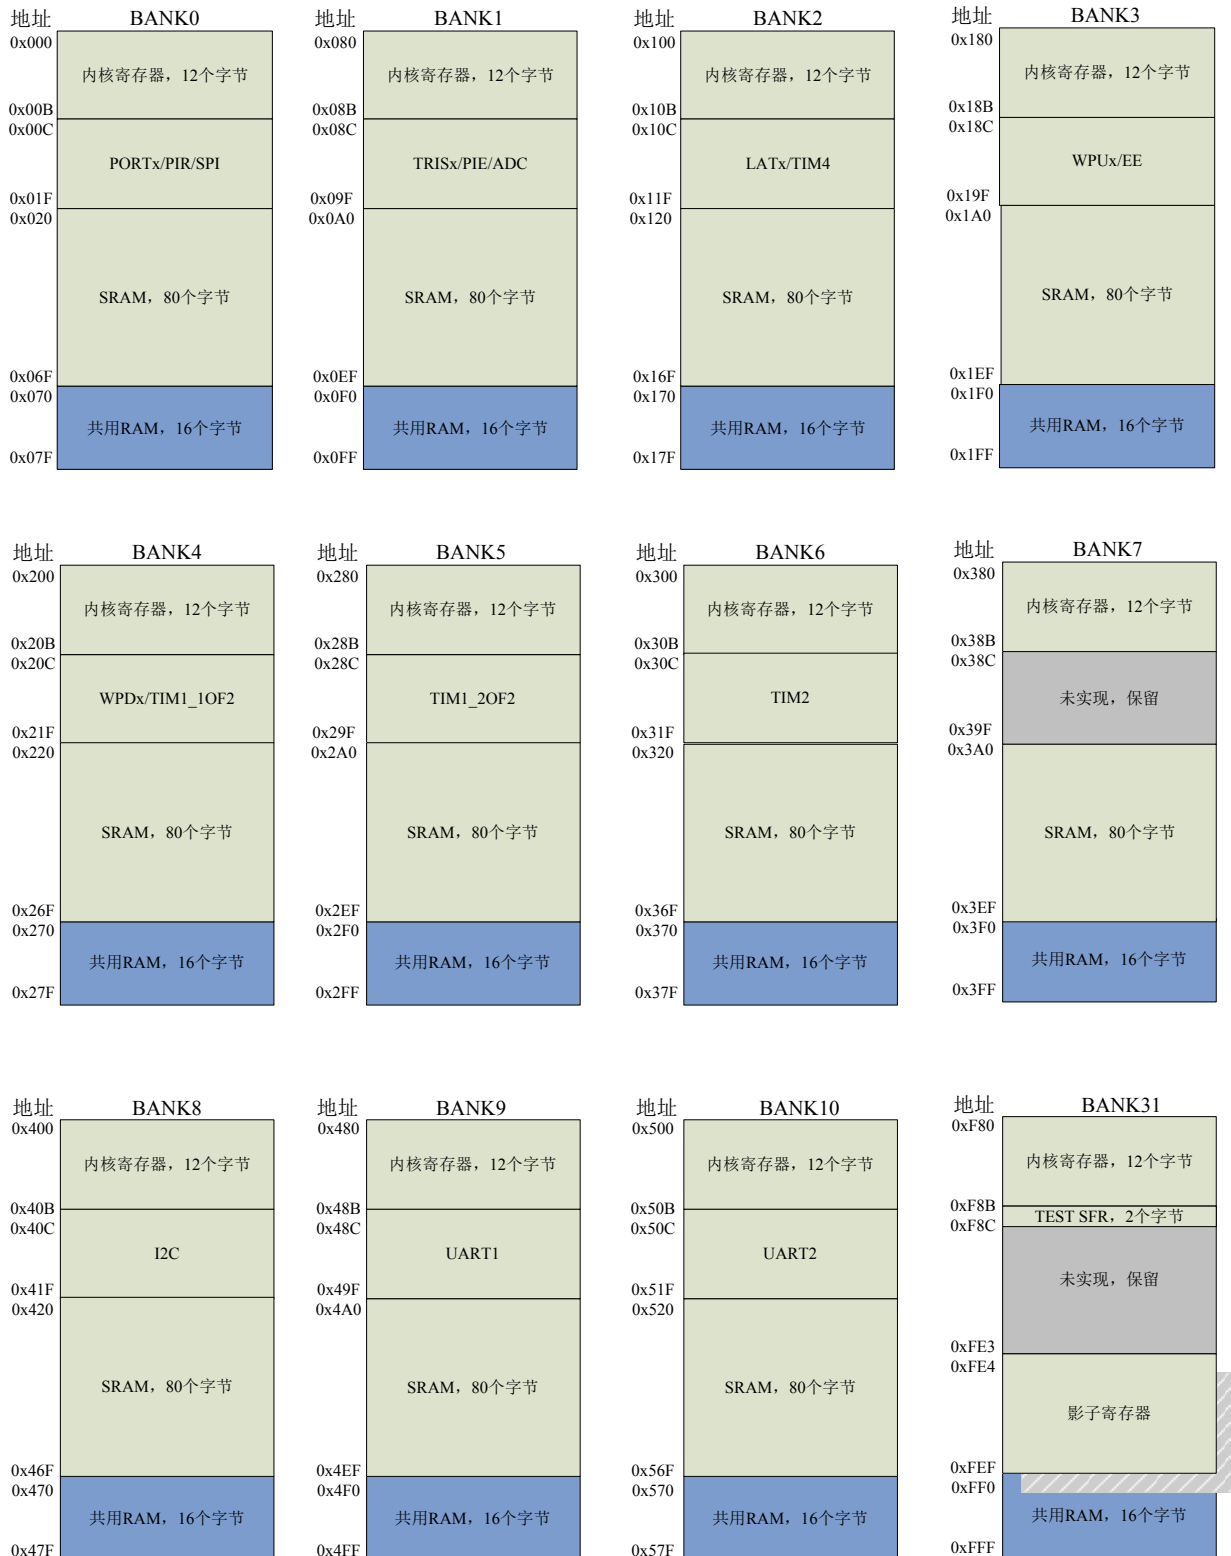 地址 BANK0
0x000
内核寄存器，12个字节
0x00B
0x00C
PORTx/PIR/SPI
0x01F
0x020
SRAM，80个字节
0x06F
0x070
共用RAM，16个字节
0x07F
地址 BANK1
0x080
内核寄存器，12个字节
0x08B
0x08C
TRISx/PIE/ADC
0x09F
0x0A0
SRAM，80个字节
0x0EF
0x0F0
共用RAM，16个字节
0x0FF
地址 BANK2
0x100
内核寄存器，12个字节
0x10B
0x10C
LATx/TIM4
0x11F
0x120
SRAM，80个字节
0x16F
0x170
共用RAM，16个字节
0x17F
地址 BANK3
0x180
内核寄存器，12个字节
0x18B
0x18C
WPUx/EE
0x19F
0x1A0
SRAM，80个字节
0x1EF
0x1F0
共用RAM，16个字节
0x1FF
地址 BANK4
0x200
内核寄存器，12个字节
0x20B
0x20C
WPDx/TIM1_1OF2
0x21F
0x220
SRAM，80个字节
0x26F
0x270
共用RAM，16个字节
0x27F
地址 BANK5
0x280
内核寄存器，12个字节
0x28B
0x28C
TIM1_2OF2
0x29F
0x2A0
SRAM，80个字节
0x2EF
0x2F0
共用RAM，16个字节
0x2FF
地址 BANK6
0x300
内核寄存器，12个字节
0x30B
0x30C
TIM2
0x31F
0x320
SRAM，80个字节
0x36F
0x370
共用RAM，16个字节
0x37F
地址 BANK7
0x380
内核寄存器，12个字节
0x38B
0x38C
未实现，保留
0x39F
0x3A0
SRAM，80个字节
0x3EF
0x3F0
共用RAM，16个字节
0x3FF
地址 BANK8
0x400
内核寄存器，12个字节
0x40B
0x40C
I2C
0x41F
0x420
SRAM，80个字节
0x46F
0x470
共用RAM，16个字节
0x47F
地址 BANK9
0x480
内核寄存器，12个字节
0x48B
0x48C
UART1
0x49F
0x4A0
SRAM，80个字节
0x4EF
0x4F0
共用RAM，16个字节
0x4FF
地址 BANK10
0x500
内核寄存器，12个字节
0x50B
0x50C
UART2
0x51F
0x520
SRAM，80个字节
0x56F
0x570
共用RAM，16个字节
0x57F
地址 BANK31
0xF80
内核寄存器，12个字节
0xF8B
TEST SFR，2个字节
0xF8C
未实现，保留
0xFE3
0xFE4
影子寄存器
0xFEF
0xFF0
共用RAM，16个字节
0xFFF